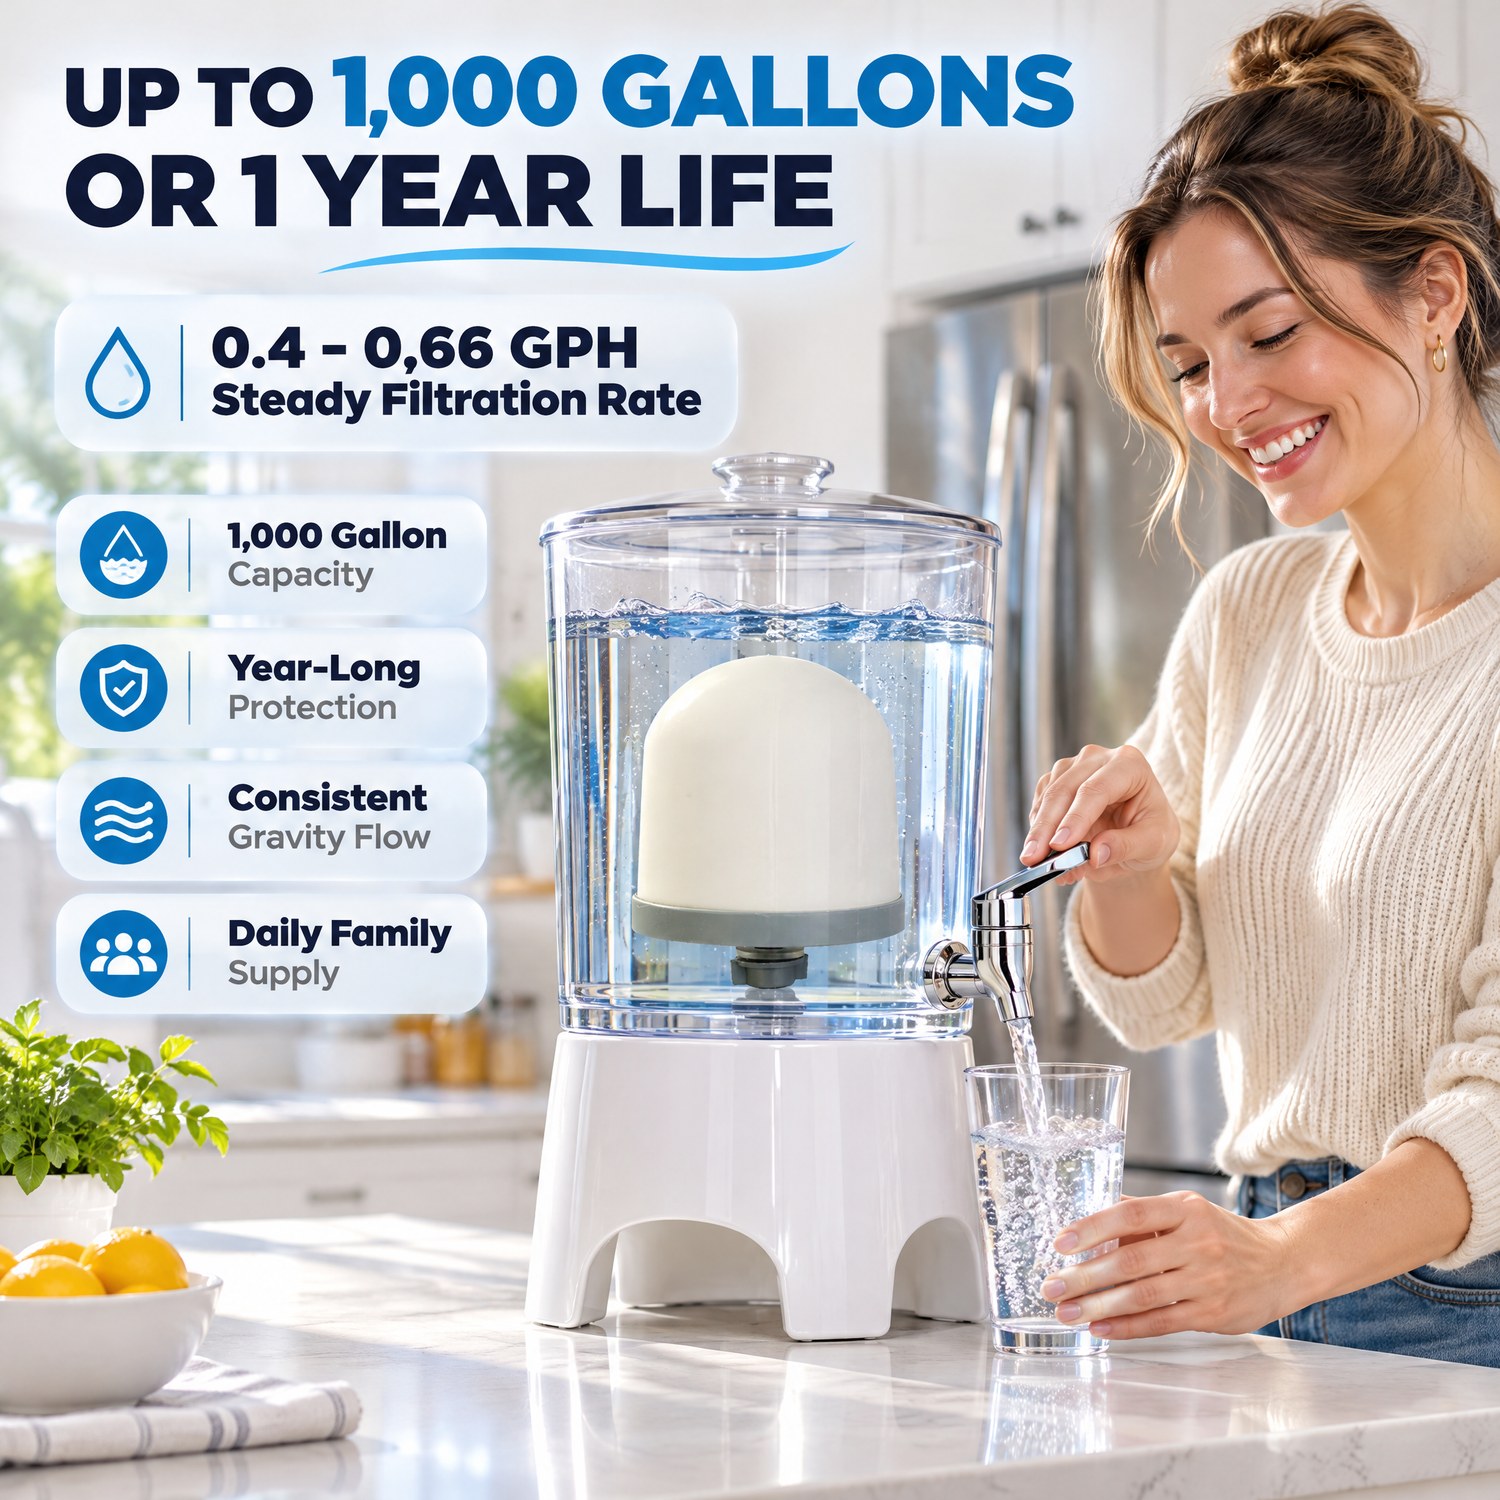 UP TO 1,000 GALLONS
OR 1 YEAR LIFE
0.4 - 0,66 GPH
Steady Filtration Rate
1,000 Gallon
Capacity
Year-Long
Protection
Consistent
Gravity Flow
Daily Family
Supply